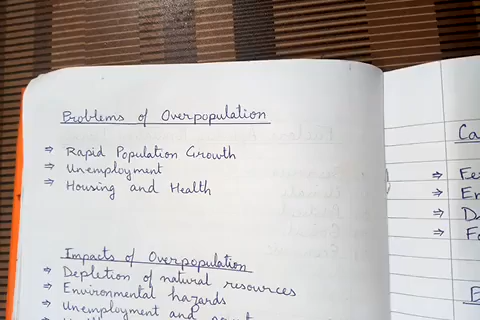 Problems of Overpopulation
⇒ Rapid Population Growth
⇒ Unemployment
⇒ Housing and Health
Impacts of Overpopulation
⇒ Depletion of natural resources
⇒ Environmental hazards
⇒ Unemployment and